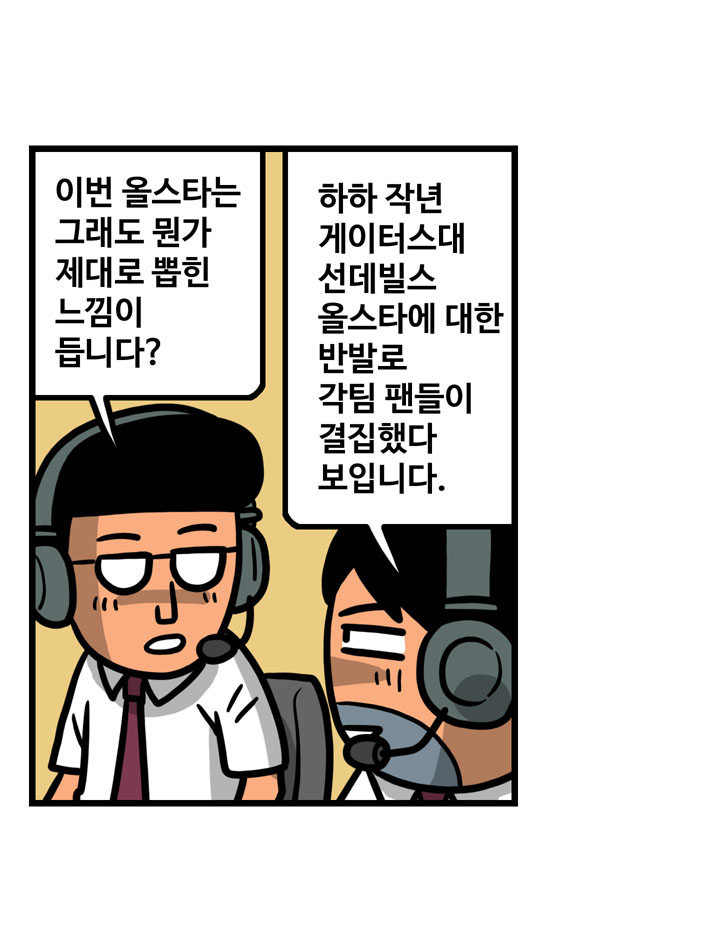 이번 올스타는
그래도 뭔가
제대로 뽑힌
느낌이
듭니다?
하하 작년
게이터스대
선데빌스
올스타에 대한
반발로
각팀 팬들이
결집했다
보입니다.